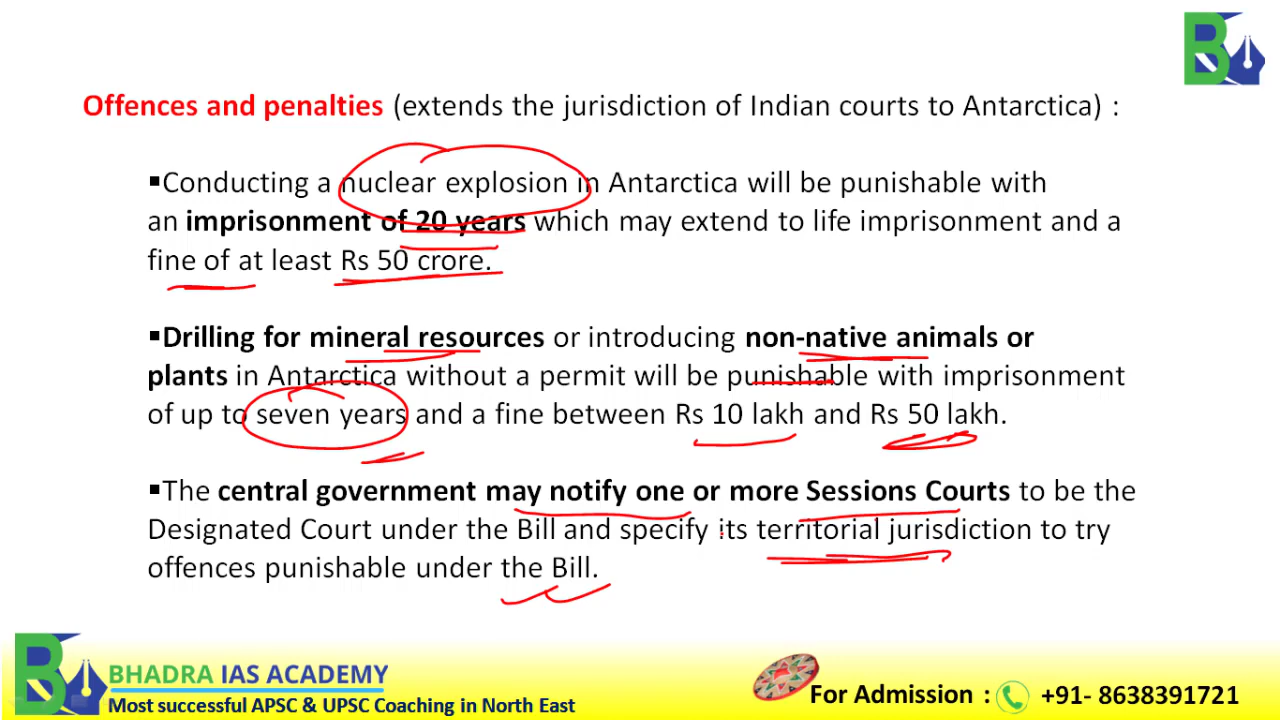 Offences and penalties (extends the jurisdiction of Indian courts to Antarctica) :
▪Conducting a nuclear explosion in Antarctica will be punishable with
an imprisonment of 20 years which may extend to life imprisonment and a
fine of at least Rs 50 crore.
▪Drilling for mineral resources or introducing non-native animals or
plants in Antarctica without a permit will be punishable with imprisonment
of up to seven years and a fine between Rs 10 lakh and Rs 50 lakh.
▪The central government may notify one or more Sessions Courts to be the
Designated Court under the Bill and specify its territorial jurisdiction to try
offences punishable under the Bill.
BHADRA IAS ACADEMY
Most successful APSC & UPSC Coaching in North East
For Admission : +91- 8638391721